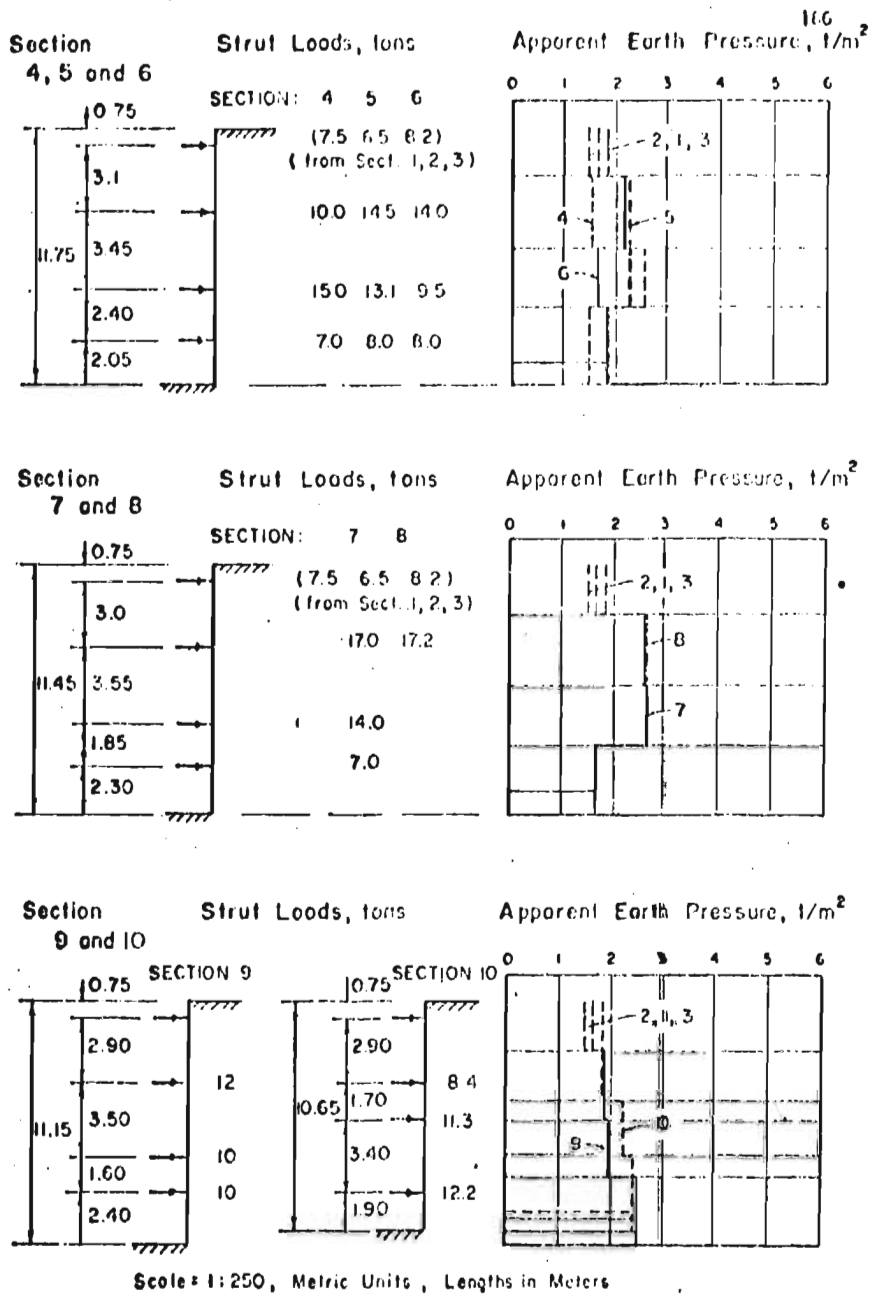 166
Section Strut Loads, tons Apparent Earth Pressure, t/m²
4, 5 and 6
SECTION: 4 5 6
0 1 2 3 4 5 6
0.75
(7.5 6.5 8.2)
(from Sect. 1, 2, 3)
2, 1, 3
3.1
10.0 14.5 14.0
4 5
11.75 3.45
6
15.0 13.1 9.5
2.40
7.0 8.0 8.0
2.05
Section Strut Loads, tons Apparent Earth Pressure, t/m²
7 and 8
SECTION: 7 8
0 1 2 3 4 5 6
0.75
(7.5 6.5 8.2)
(from Sect. 1, 2, 3)
2, 1, 3
3.0
17.0 17.2
8
11.45 3.55
7
14.0
1.85
7.0
2.30
Section Strut Loads, tons Apparent Earth Pressure, t/m²
9 and 10
0 1 2 3 4 5 6
SECTION 9 SECTION 10
0.75 0.75
2, 1, 3
2.90 2.90
12 8.4
1.70
10.65
11.15 3.50 11.3
9 10
10 3.40
1.60
10 12.2
2.40 1.90
Scale = 1:250, Metric Units, Lengths in Meters